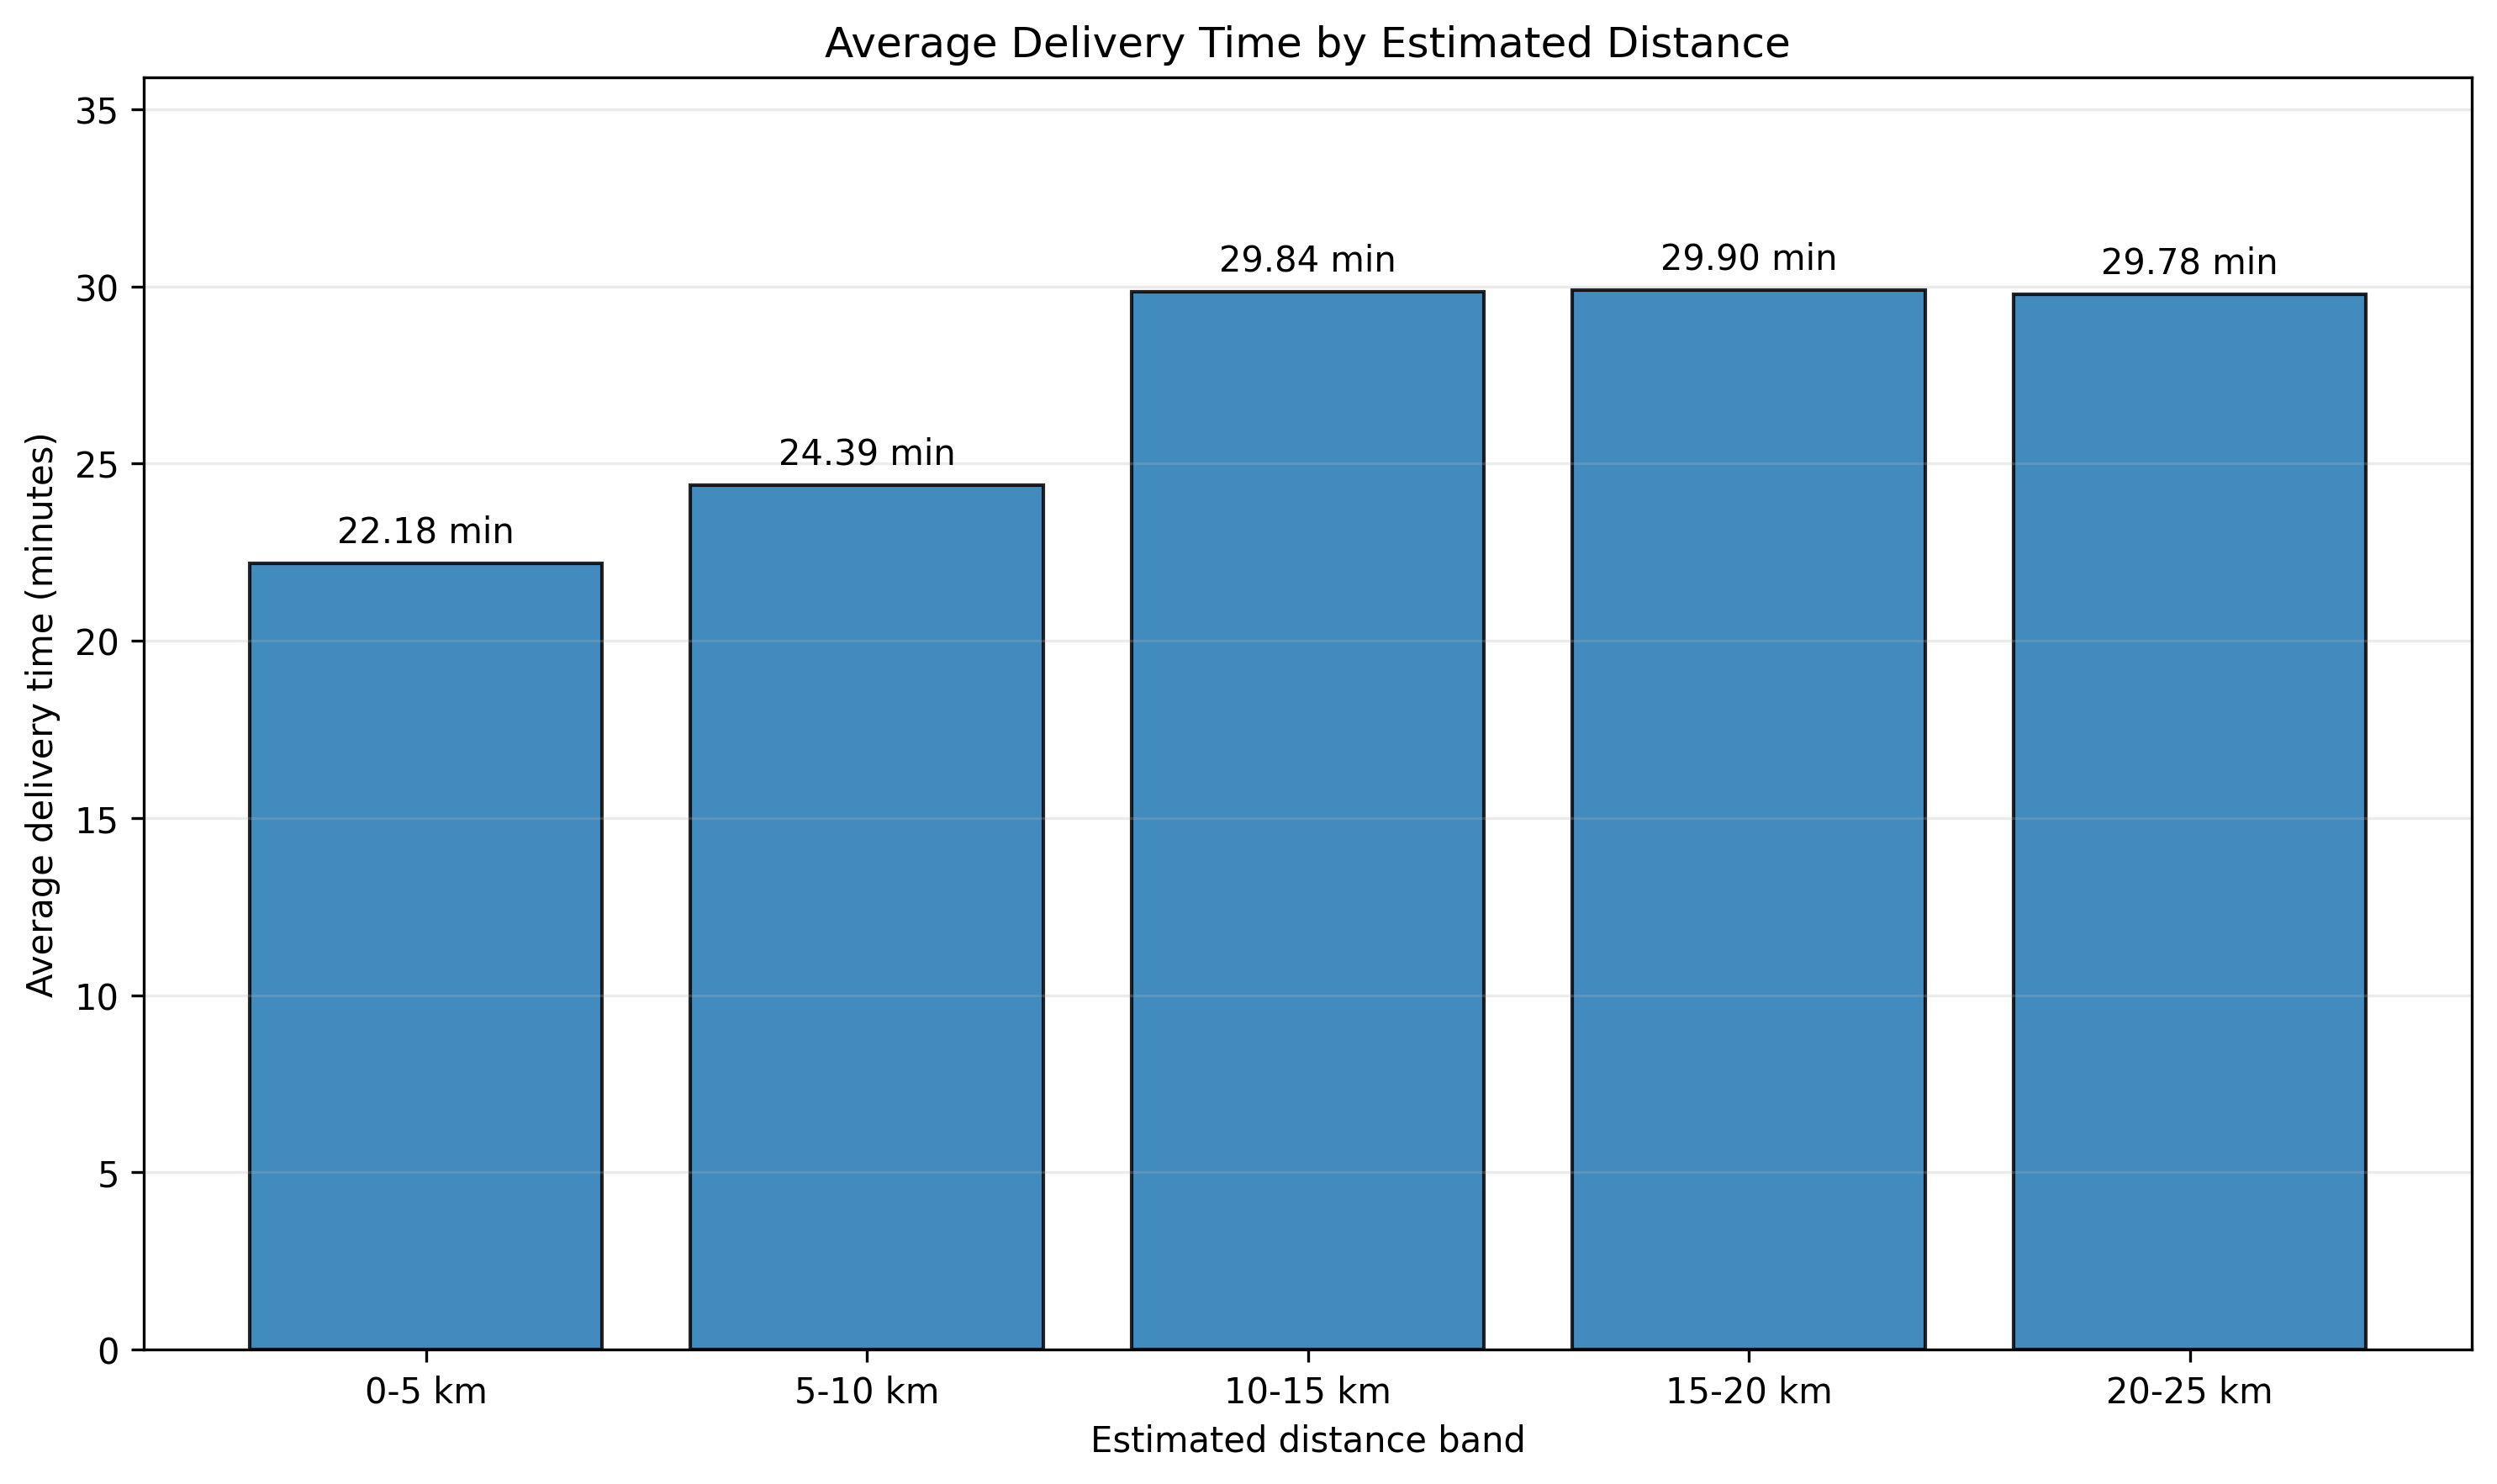 Average Delivery Time by Estimated Distance
Average delivery time (minutes)
35
30
25
20
15
10
5
0
22.18 min
24.39 min
29.84 min
29.90 min
29.78 min
0-5 km
5-10 km
10-15 km
15-20 km
20-25 km
Estimated distance band